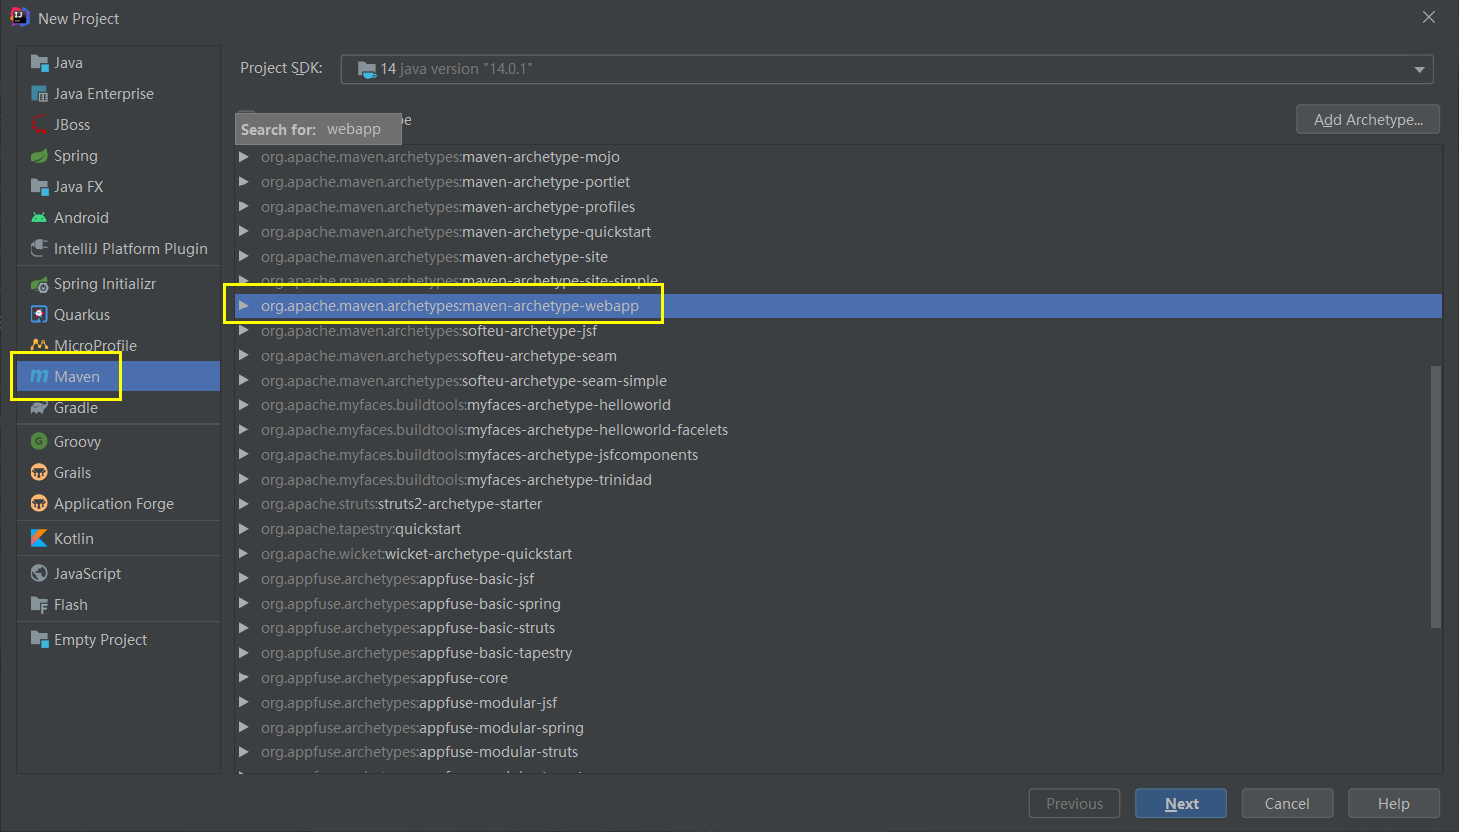 New Project
Java
Java Enterprise
JBoss
Spring
Java FX
Android
IntelliJ Platform Plugin
Spring Initializr
Quarkus
MicroProfile
Maven
Gradle
Groovy
Grails
Application Forge
Kotlin
JavaScript
Flash
Empty Project
Project SDK: 14 java version "14.0.1"
Search for: webapp
Add Archetype...
org.apache.maven.archetypes:maven-archetype-mojo
org.apache.maven.archetypes:maven-archetype-portlet
org.apache.maven.archetypes:maven-archetype-profiles
org.apache.maven.archetypes:maven-archetype-quickstart
org.apache.maven.archetypes:maven-archetype-site
org.apache.maven.archetypes:maven-archetype-site-simple
org.apache.maven.archetypes:maven-archetype-webapp
org.apache.maven.archetypes:softeu-archetype-jsf
org.apache.maven.archetypes:softeu-archetype-seam
org.apache.maven.archetypes:softeu-archetype-seam-simple
org.apache.myfaces.buildtools:myfaces-archetype-helloworld
org.apache.myfaces.buildtools:myfaces-archetype-helloworld-facelets
org.apache.myfaces.buildtools:myfaces-archetype-jsfcomponents
org.apache.myfaces.buildtools:myfaces-archetype-trinidad
org.apache.struts:struts2-archetype-starter
org.apache.tapestry:quickstart
org.apache.wicket:wicket-archetype-quickstart
org.appfuse.archetypes:appfuse-basic-jsf
org.appfuse.archetypes:appfuse-basic-spring
org.appfuse.archetypes:appfuse-basic-struts
org.appfuse.archetypes:appfuse-basic-tapestry
org.appfuse.archetypes:appfuse-core
org.appfuse.archetypes:appfuse-modular-jsf
org.appfuse.archetypes:appfuse-modular-spring
org.appfuse.archetypes:appfuse-modular-struts
Previous
Next
Cancel
Help